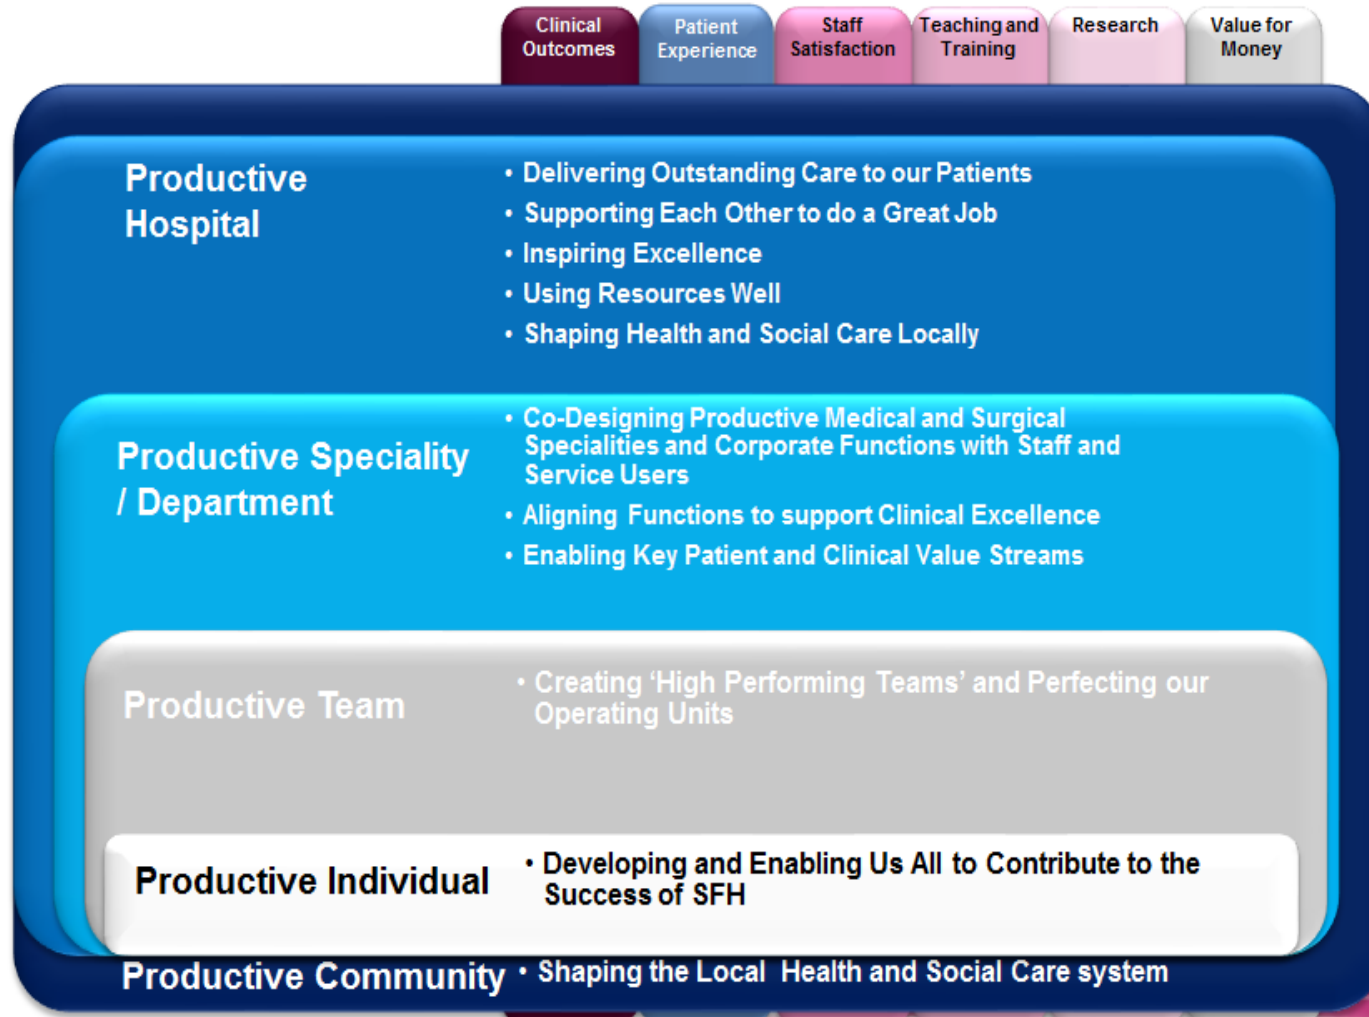 Clinical
Outcomes
Patient
Experience
Staff
Satisfaction
Teaching and
Training
Research
Value for
Money
Productive
Hospital
• Delivering Outstanding Care to our Patients
• Supporting Each Other to do a Great Job
• Inspiring Excellence
• Using Resources Well
• Shaping Health and Social Care Locally
Productive Speciality
/ Department
• Co-Designing Productive Medical and Surgical
Specialities and Corporate Functions with Staff and
Service Users
• Aligning Functions to support Clinical Excellence
• Enabling Key Patient and Clinical Value Streams
Productive Team
• Creating ‘High Performing Teams’ and Perfecting our
Operating Units
Productive Individual
• Developing and Enabling Us All to Contribute to the
Success of SFH
Productive Community
• Shaping the Local Health and Social Care system